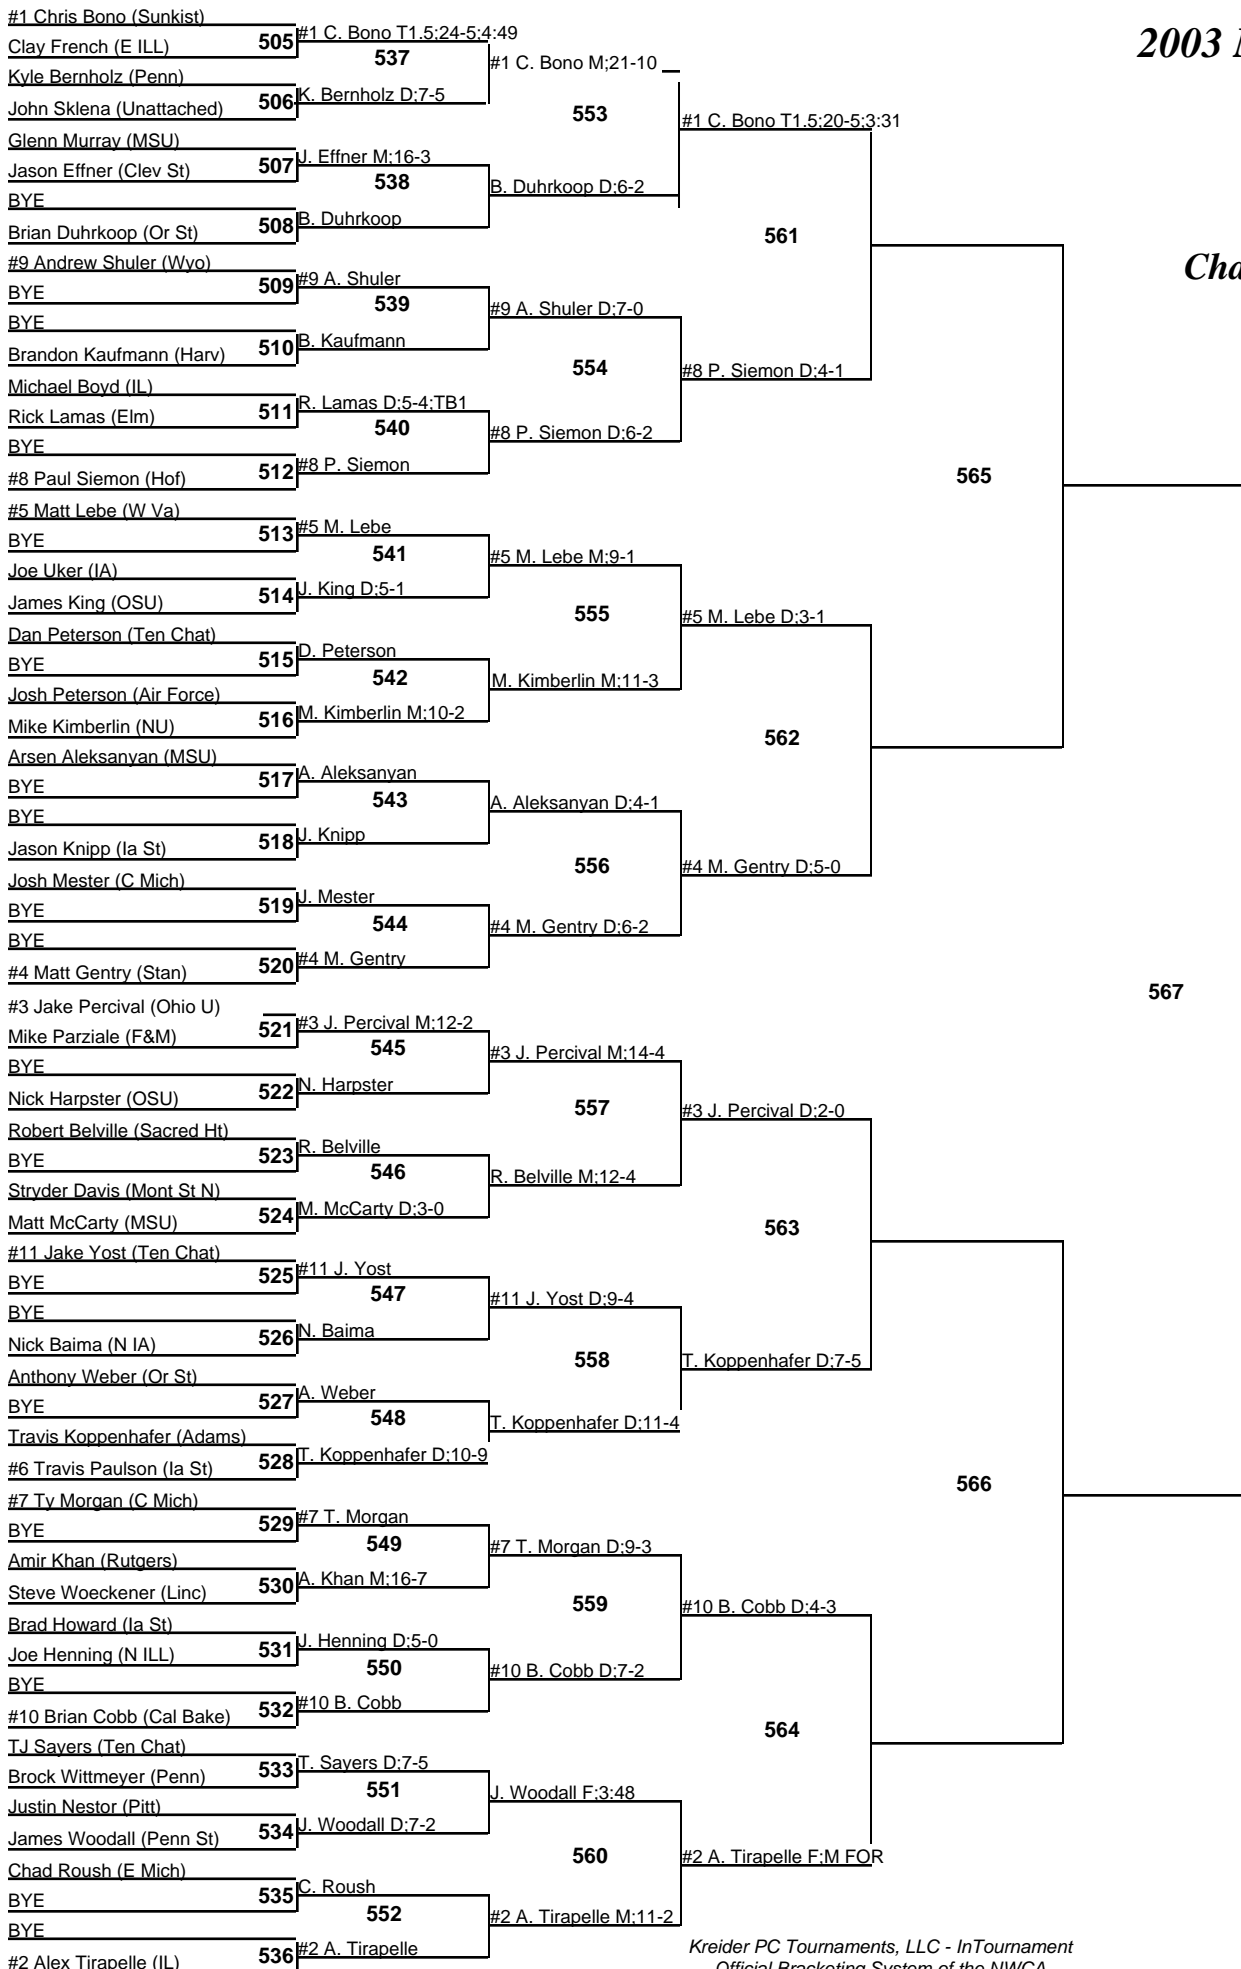 #1 Chris Bono (Sunkist)
Clay French (E ILL)
Kyle Bernholz (Penn)
John Sklena (Unattached)
Glenn Murray (MSU)
Jason Effner (Clev St)
BYE
Brian Duhrkoop (Or St)
#9 Andrew Shuler (Wyo)
BYE
BYE
Brandon Kaufmann (Harv)
Michael Boyd (IL)
Rick Lamas (Elm)
BYE
#8 Paul Siemon (Hof)
#5 Matt Lebe (W Va)
BYE
Joe Uker (IA)
James King (OSU)
Dan Peterson (Ten Chat)
BYE
Josh Peterson (Air Force)
Mike Kimberlin (NU)
Arsen Aleksanyan (MSU)
BYE
BYE
Jason Knipp (Ia St)
Josh Mester (C Mich)
BYE
BYE
#4 Matt Gentry (Stan)
#3 Jake Percival (Ohio U)
Mike Parziale (F&M)
BYE
Nick Harpster (OSU)
Robert Belville (Sacred Ht)
BYE
Stryder Davis (Mont St N)
Matt McCarty (MSU)
#11 Jake Yost (Ten Chat)
BYE
BYE
Nick Baima (N IA)
Anthony Weber (Or St)
BYE
Travis Koppenhafer (Adams)
#6 Travis Paulson (Ia St)
#7 Ty Morgan (C Mich)
BYE
Amir Khan (Rutgers)
Steve Woeckener (Linc)
Brad Howard (Ia St)
Joe Henning (N ILL)
BYE
#10 Brian Cobb (Cal Bake)
TJ Sayers (Ten Chat)
Brock Wittmeyer (Penn)
Justin Nestor (Pitt)
James Woodall (Penn St)
Chad Roush (E Mich)
BYE
BYE
#2 Alex Tirapelle (IL)
505
506
507
508
509
510
511
512
513
514
515
516
517
518
519
520
521
522
523
524
525
526
527
528
529
530
531
532
533
534
535
536
#1 C. Bono T1.5;24-5;4:49
537
K. Bernholz D;7-5
J. Effner M;16-3
538
B. Duhrkoop
#9 A. Shuler
539
B. Kaufmann
R. Lamas D;5-4;TB1
540
#8 P. Siemon
#5 M. Lebe
541
J. King D;5-1
D. Peterson
542
M. Kimberlin M;10-2
A. Aleksanyan
543
J. Knipp
J. Mester
544
#4 M. Gentry
#3 J. Percival M;12-2
545
N. Harpster
R. Belville
546
M. McCarty D;3-0
#11 J. Yost
547
N. Baima
A. Weber
548
T. Koppenhafer D;10-9
#7 T. Morgan
549
A. Khan M;16-7
J. Henning D;5-0
550
#10 B. Cobb
T. Sayers D;7-5
551
J. Woodall D;7-2
C. Roush
552
#2 A. Tirapelle
#1 C. Bono M;21-10
553
B. Duhrkoop D;6-2
#9 A. Shuler D;7-0
554
#8 P. Siemon D;6-2
#5 M. Lebe M;9-1
555
M. Kimberlin M;11-3
A. Aleksanyan D;4-1
556
#4 M. Gentry D;6-2
#3 J. Percival M;14-4
557
R. Belville M;12-4
#11 J. Yost D;9-4
558
T. Koppenhafer D;11-4
#7 T. Morgan D;9-3
559
#10 B. Cobb D;7-2
J. Woodall F;3:48
560
#2 A. Tirapelle M;11-2
#1 C. Bono T1.5;20-5;3:31
561
#8 P. Siemon D;4-1
#5 M. Lebe D;3-1
562
#4 M. Gentry D;5-0
#3 J. Percival D;2-0
563
T. Koppenhafer D;7-5
#10 B. Cobb D;4-3
564
#2 A. Tirapelle F;M FOR
565
566
567
2003
Cha
Kreider PC Tournaments, LLC - InTournament
Official Bracketing System of the NWCA